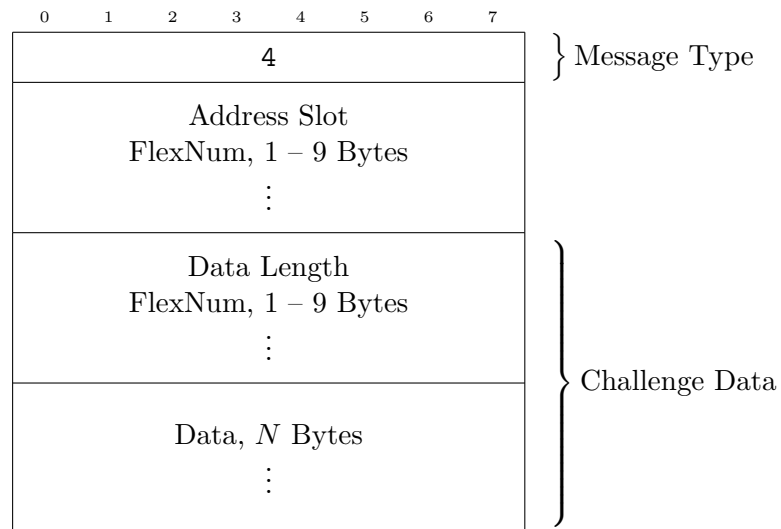 0 1 2 3 4 5 6 7
4
Message Type
Address Slot
FlexNum, 1 – 9 Bytes
⋮
Data Length
FlexNum, 1 – 9 Bytes
⋮
Challenge Data
Data, N Bytes
⋮